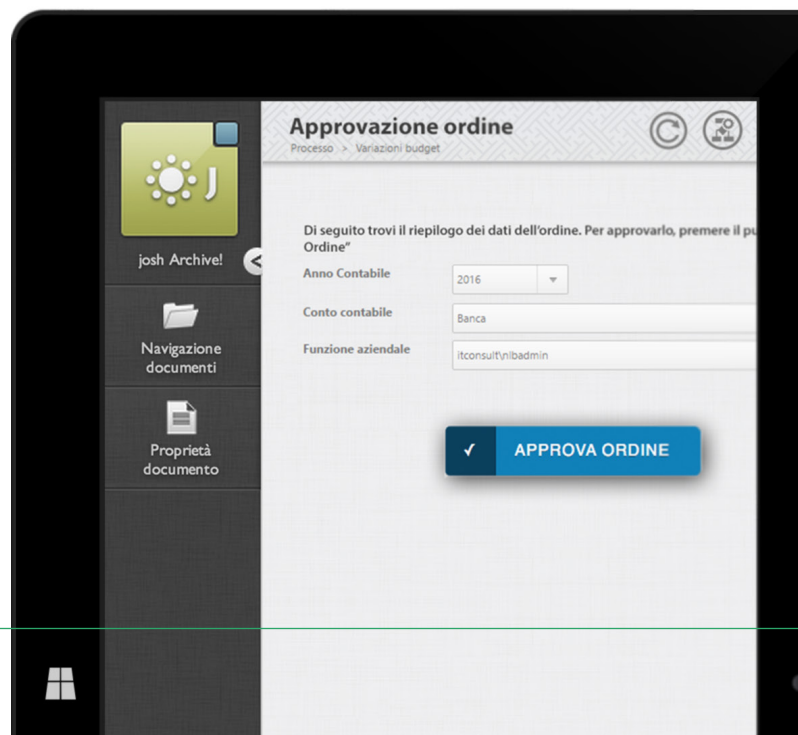 Approvazione ordine
Processo > Variazioni budget
J
josh Archive!
<
Navigazione
documenti
Proprietà
documento
Di seguito trovi il riepilogo dei dati dell'ordine. Per approvarlo, premere il
Ordine"
Anno Contabile
2016
Conto contabile
Banca
Funzione aziendale
itconsult\nlbadmin
✓ APPROVA ORDINE